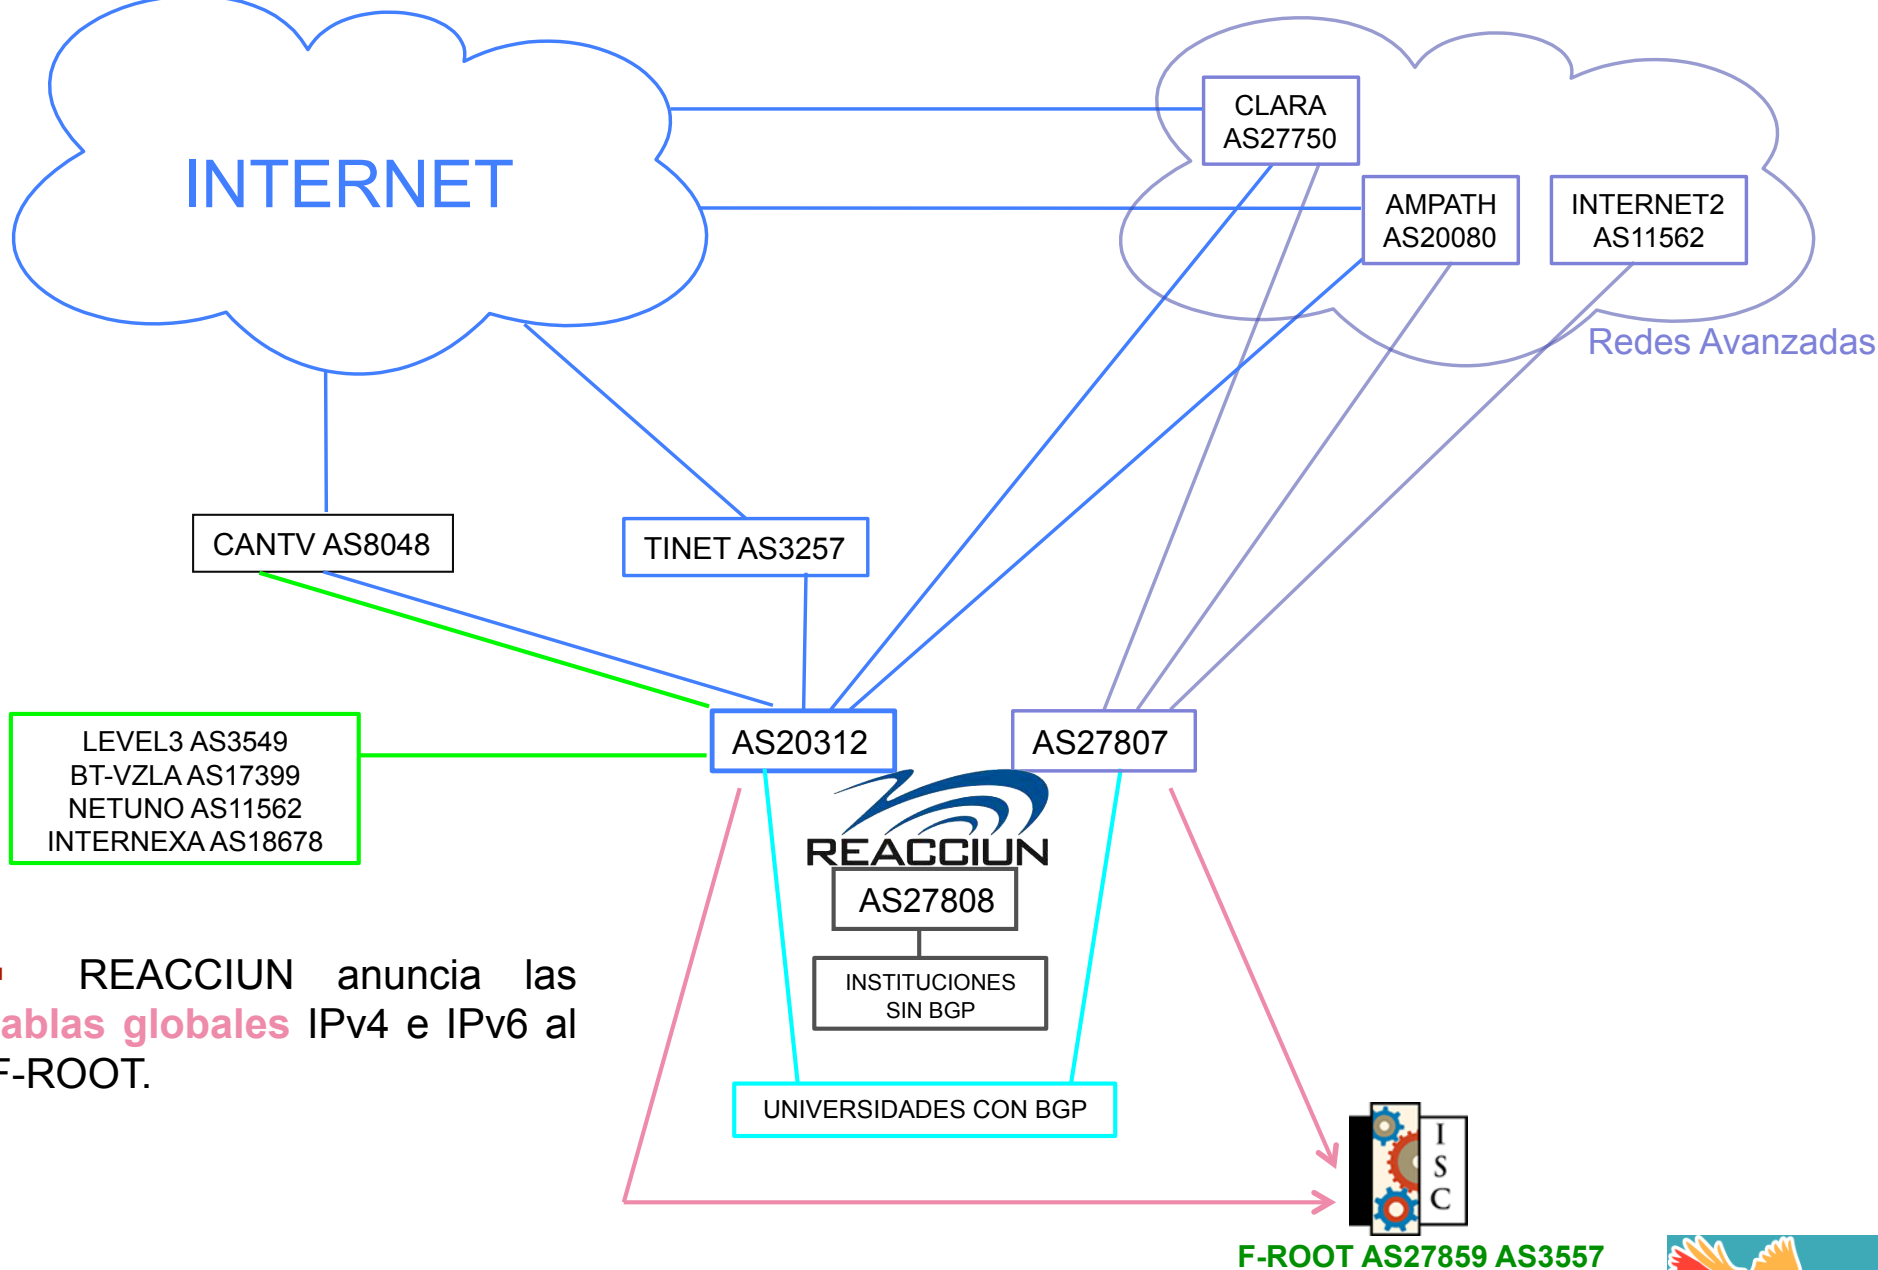 INTERNET
CLARA
AS27750
AMPATH
AS20080
INTERNET2
AS11562
Redes Avanzadas
CANTV AS8048
TINET AS3257
LEVEL3 AS3549
BT-VZLA AS17399
NETUNO AS11562
INTERNEXA AS18678
AS20312
AS27807
REACCIUN
AS27808
INSTITUCIONES
SIN BGP
REACCIUN anuncia las
ablas globales IPv4 e IPv6 al
F-ROOT.
UNIVERSIDADES CON BGP
I
S
C
F-ROOT AS27859 AS3557